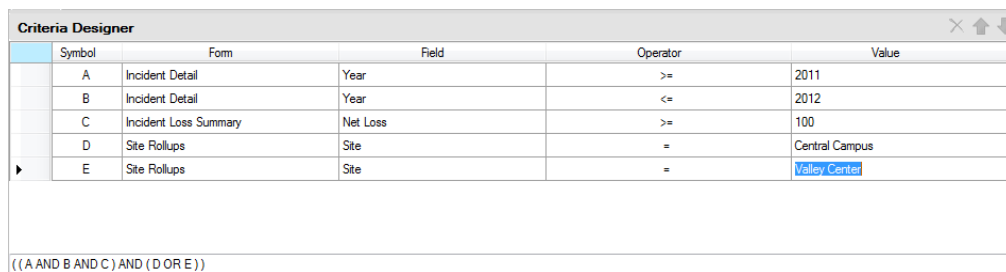 Criteria Designer
Symbol Form Field Operator Value
A Incident Detail Year >= 2011
B Incident Detail Year <= 2012
C Incident Loss Summary Net Loss >= 100
D Site Rollups Site = Central Campus
E Site Rollups Site = Valley Center
( ( A AND B AND C ) AND ( D OR E ) )